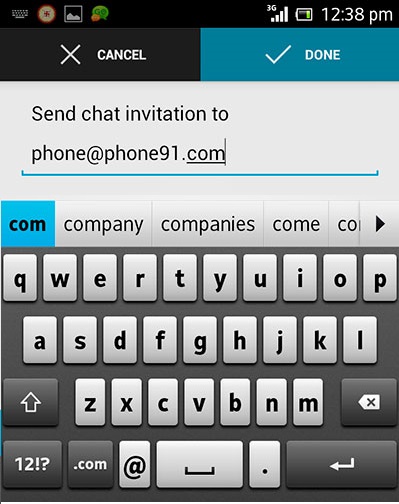 3G 12:38 pm
CANCEL DONE
Send chat invitation to
phone@phone91.com
com company companies come co
q w e r t y u i o p
a s d f g h j k l
z x c v b n m
12!? .com @ .